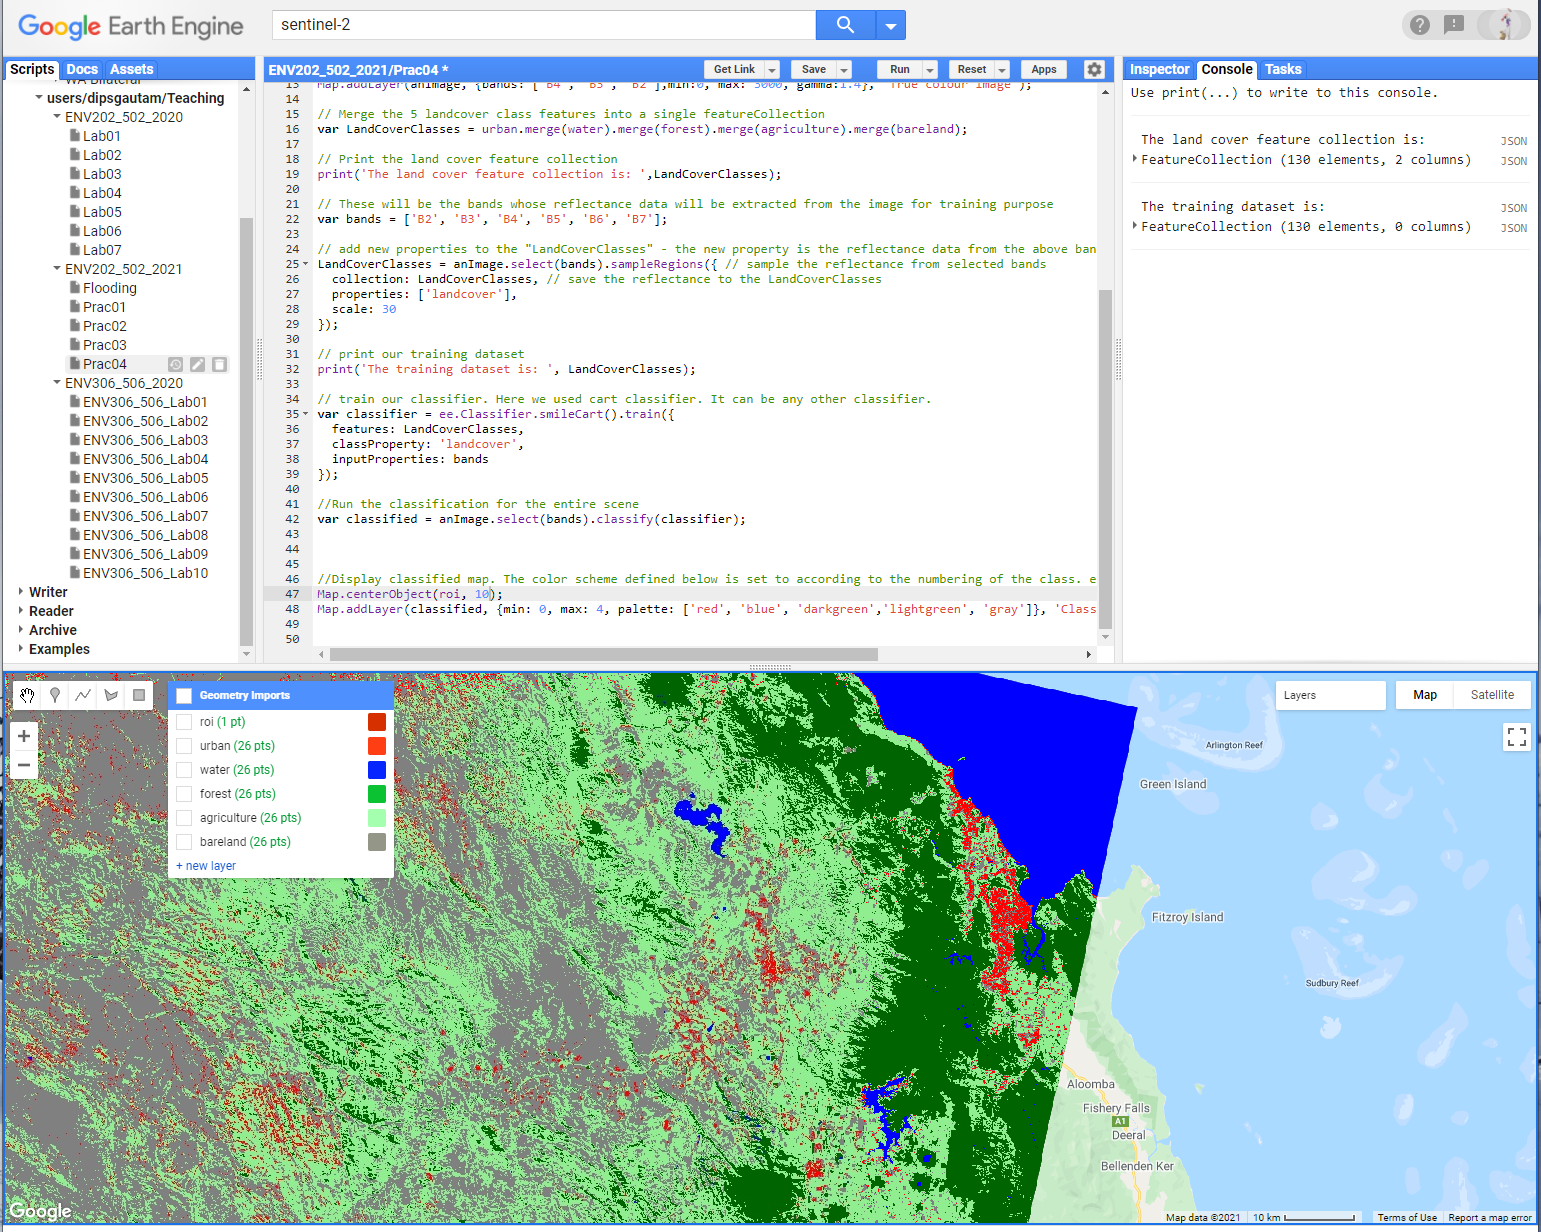 Google Earth Engine
sentinel-2
Scripts Docs Assets
WA Bilateral
users/dipsgautam/Teaching
ENV202_502_2020
Lab01
Lab02
Lab03
Lab04
Lab05
Lab06
Lab07
ENV202_502_2021
Flooding
Prac01
Prac02
Prac03
Prac04
ENV306_506_2020
ENV306_506_Lab01
ENV306_506_Lab02
ENV306_506_Lab03
ENV306_506_Lab04
ENV306_506_Lab05
ENV306_506_Lab06
ENV306_506_Lab07
ENV306_506_Lab08
ENV306_506_Lab09
ENV306_506_Lab10
Writer
Reader
Archive
Examples
ENV202_502_2021/Prac04 *
Get Link Save Run Reset Apps
13 Map.addLayer(anImage, {bands: ['B4', 'B3', 'B2'],min:0, max: 3000, gamma:1.4}, 'True colour image');
14
15 // Merge the 5 landcover class features into a single featureCollection
16 var LandCoverClasses = urban.merge(water).merge(forest).merge(agriculture).merge(bareland);
17
18 // Print the land cover feature collection
19 print('The land cover feature collection is: ',LandCoverClasses);
20
21 // These will be the bands whose reflectance data will be extracted from the image for training purpose
22 var bands = ['B2', 'B3', 'B4', 'B5', 'B6', 'B7'];
23
24 // add new properties to the "LandCoverClasses" - the new property is the reflectance data from the above ban
25 LandCoverClasses = anImage.select(bands).sampleRegions({ // sample the reflectance from selected bands
26 collection: LandCoverClasses, // save the reflectance to the LandCoverClasses
27 properties: ['landcover'],
28 scale: 30
29 });
30
31 // print our training dataset
32 print('The training dataset is: ', LandCoverClasses);
33
34 // train our classifier. Here we used cart classifier. It can be any other classifier.
35 var classifier = ee.Classifier.smileCart().train({
36 features: LandCoverClasses,
37 classProperty: 'landcover',
38 inputProperties: bands
39 });
40
41 //Run the classification for the entire scene
42 var classified = anImage.select(bands).classify(classifier);
43
44
45
46 //Display classified map. The color scheme defined below is set to according to the numbering of the class. e
47 Map.centerObject(roi, 10);
48 Map.addLayer(classified, {min: 0, max: 4, palette: ['red', 'blue', 'darkgreen','lightgreen', 'gray']}, 'Class
49
50
Inspector Console Tasks
Use print(...) to write to this console.
The land cover feature collection is: JSON
FeatureCollection (130 elements, 2 columns) JSON
The training dataset is: JSON
FeatureCollection (130 elements, 0 columns) JSON
Geometry Imports
roi (1 pt)
urban (26 pts)
water (26 pts)
forest (26 pts)
agriculture (26 pts)
bareland (26 pts)
+ new layer
Layers
Map Satellite
Arlington Reef
Green Island
Fitzroy Island
Sudbury Reef
Aloomba
Fishery Falls
A1
Deeral
Bellenden Ker
Google
Map data ©2021 10 km Terms of Use Report a map error